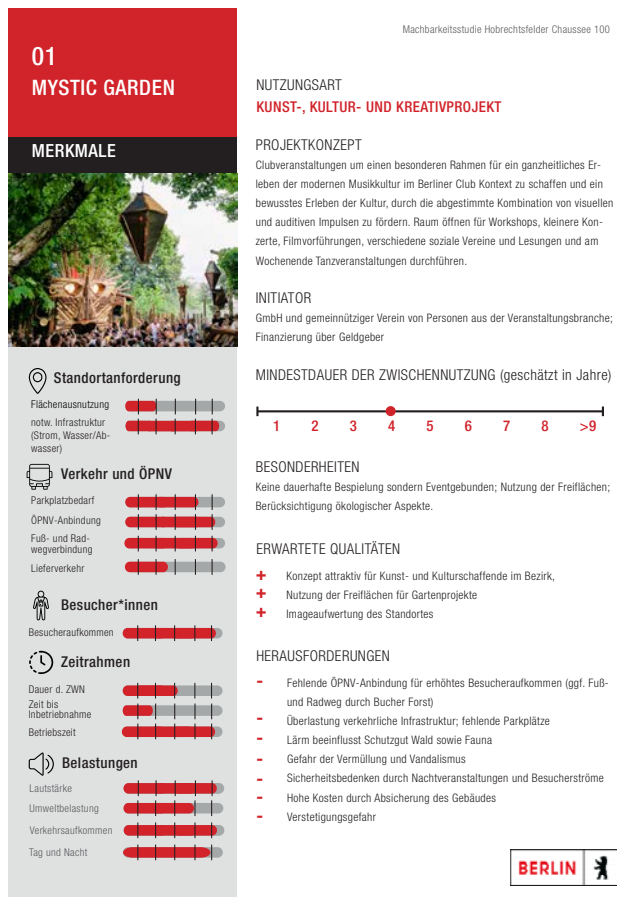 Machbarkeitsstudie Hobrechtsfelder Chaussee 100
01
MYSTIC GARDEN
MERKMALE
Standortanforderung
Flächenausnutzung
notw. Infrastruktur
(Strom, Wasser/Ab-
wasser)
Verkehr und ÖPNV
Parkplatzbedarf
ÖPNV-Anbindung
Fuß- und Rad-
wegverbindung
Lieferverkehr
Besucher*innen
Besucheraufkommen
Zeitrahmen
Dauer d. ZWN
Zeit bis
Inbetriebnahme
Betriebszeit
Belastungen
Lautstärke
Umweltbelastung
Verkehrsaufkommen
Tag und Nacht
NUTZUNGSART
KUNST-, KULTUR- UND KREATIVPROJEKT
PROJEKTKONZEPT
Clubveranstaltungen um einen besonderen Rahmen für ein ganzheitliches Er-
leben der modernen Musikkultur im Berliner Club Kontext zu schaffen und ein
bewusstes Erleben der Kultur, durch die abgestimmte Kombination von visuellen
und auditiven Impulsen zu fördern. Raum öffnen für Workshops, kleinere Kon-
zerte, Filmvorführungen, verschiedene soziale Vereine und Lesungen und am
Wochenende Tanzveranstaltungen durchführen.
INITIATOR
GmbH und gemeinnütziger Verein von Personen aus der Veranstaltungsbranche;
Finanzierung über Geldgeber
MINDESTDAUER DER ZWISCHENNUTZUNG (geschätzt in Jahre)
1 2 3 4 5 6 7 8 >9
BESONDERHEITEN
Keine dauerhafte Bespielung sondern Eventgebunden; Nutzung der Freiflächen;
Berücksichtigung ökologischer Aspekte.
ERWARTETE QUALITÄTEN
+ Konzept attraktiv für Kunst- und Kulturschaffende im Bezirk,
+ Nutzung der Freiflächen für Gartenprojekte
+ Imageaufwertung des Standortes
HERAUSFORDERUNGEN
- Fehlende ÖPNV-Anbindung für erhöhtes Besucheraufkommen (ggf. Fuß-
und Radweg durch Bucher Forst)
- Überlastung verkehrliche Infrastruktur; fehlende Parkplätze
- Lärm beeinflusst Schutzgut Wald sowie Fauna
- Gefahr der Vermüllung und Vandalismus
- Sicherheitsbedenken durch Nachtveranstaltungen und Besucherströme
- Hohe Kosten durch Absicherung des Gebäudes
- Verstetigungsgefahr
BERLIN